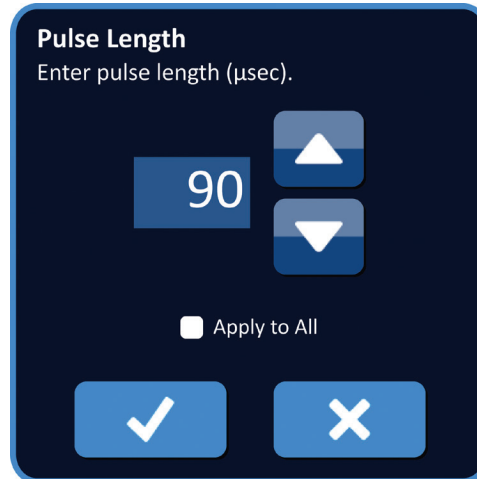 Pulse Length
Enter pulse length (μsec).
90
Apply to All